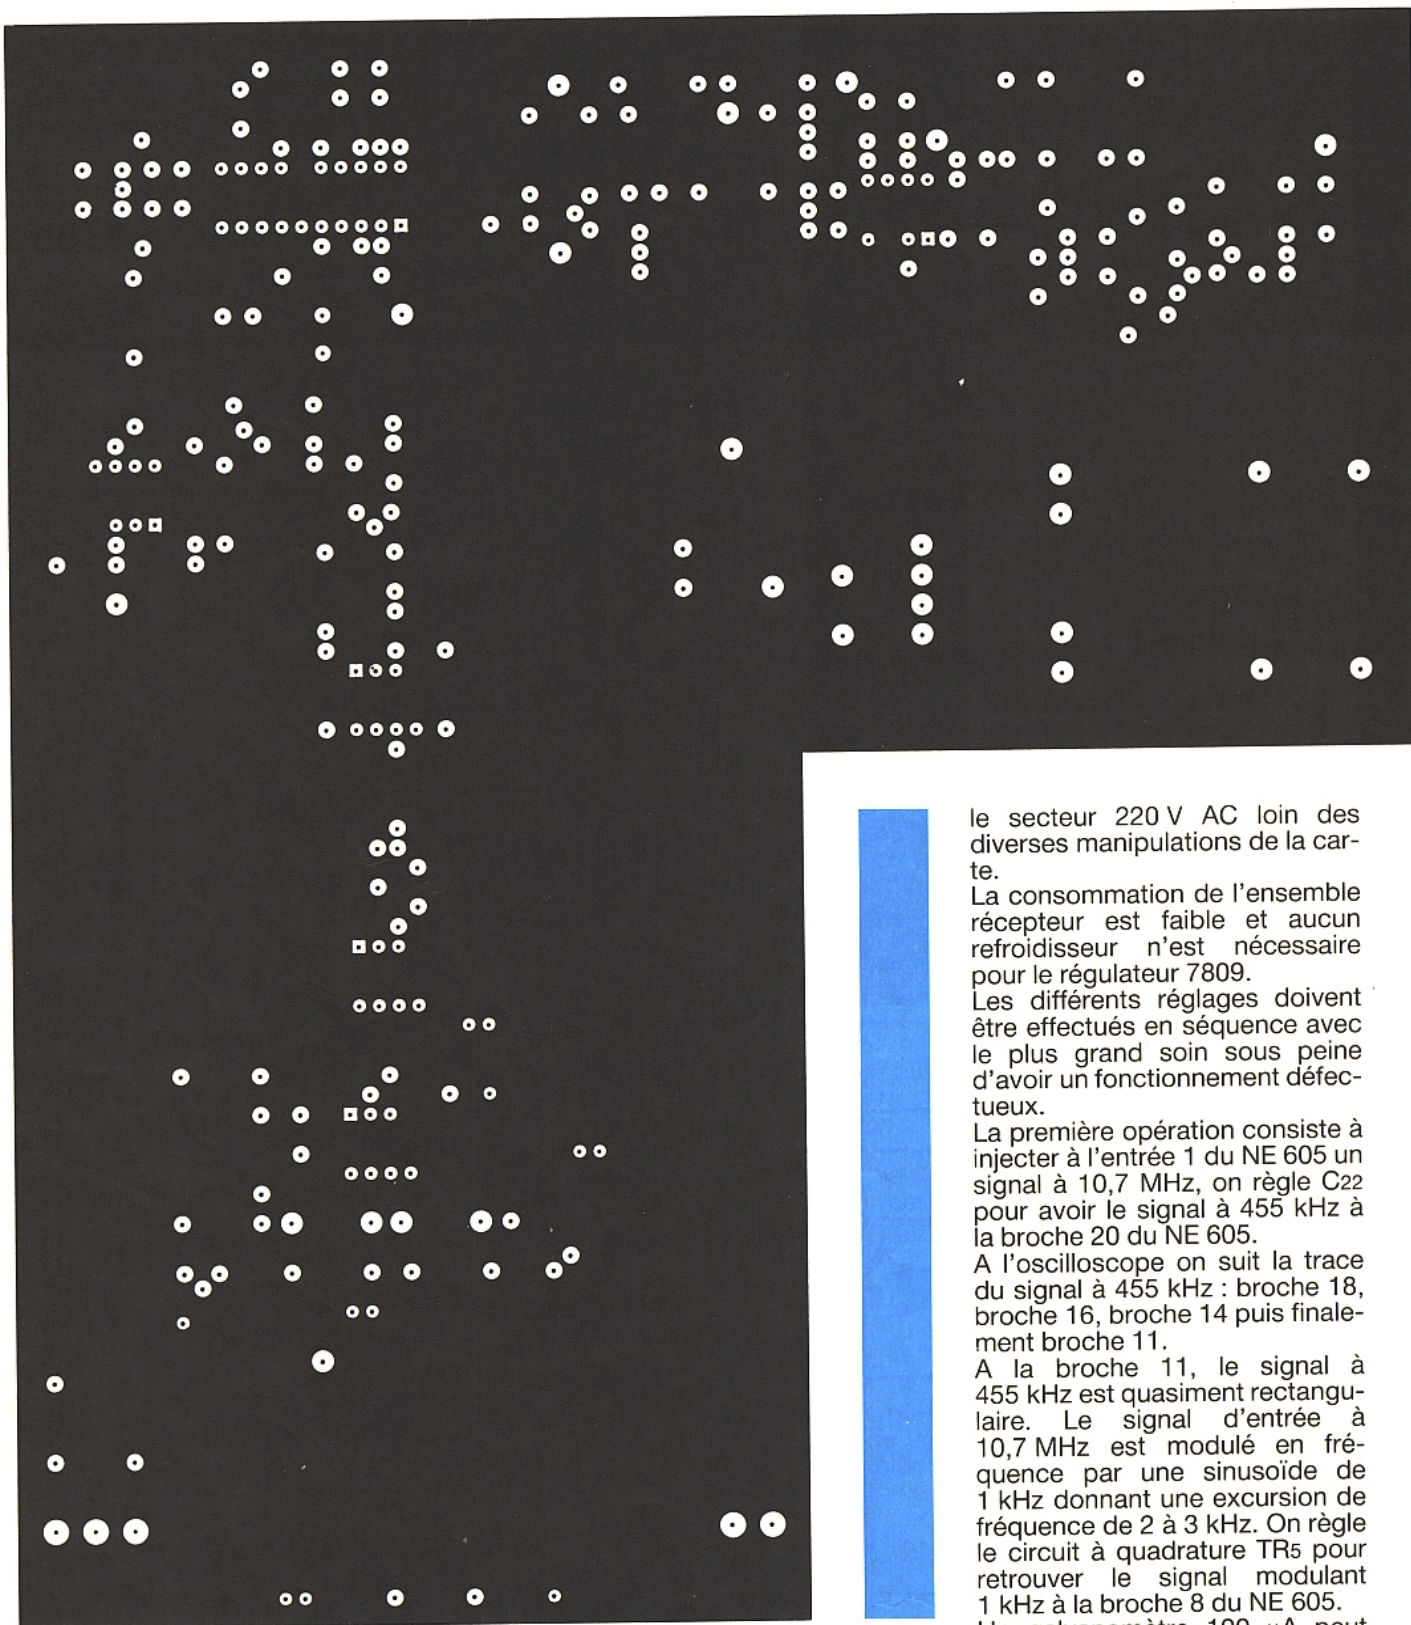 le secteur 220 V AC loin des
diverses manipulations de la car-
te.
La consommation de l'ensemble
récepteur est faible et aucun
refroidisseur n'est nécessaire
pour le régulateur 7809.
Les différents réglages doivent
être effectués en séquence avec
le plus grand soin sous peine
d'avoir un fonctionnement défec-
tueux.
La première opération consiste à
injecter à l'entrée 1 du NE 605 un
signal à 10,7 MHz, on règle C22
pour avoir le signal à 455 kHz à
la broche 20 du NE 605.
A l'oscilloscope on suit la trace
du signal à 455 kHz : broche 18,
broche 16, broche 14 puis finale-
ment broche 11.
A la broche 11, le signal à
455 kHz est quasiment rectangu-
laire. Le signal d'entrée à
10,7 MHz est modulé en fré-
quence par une sinusoïde de
1 kHz donnant une excursion de
fréquence de 2 à 3 kHz. On règle
le circuit à quadrature TR5 pour
retrouver le signal modulant
1 kHz à la broche 8 du NE 605.
Un galvanomètre 100 µA peut